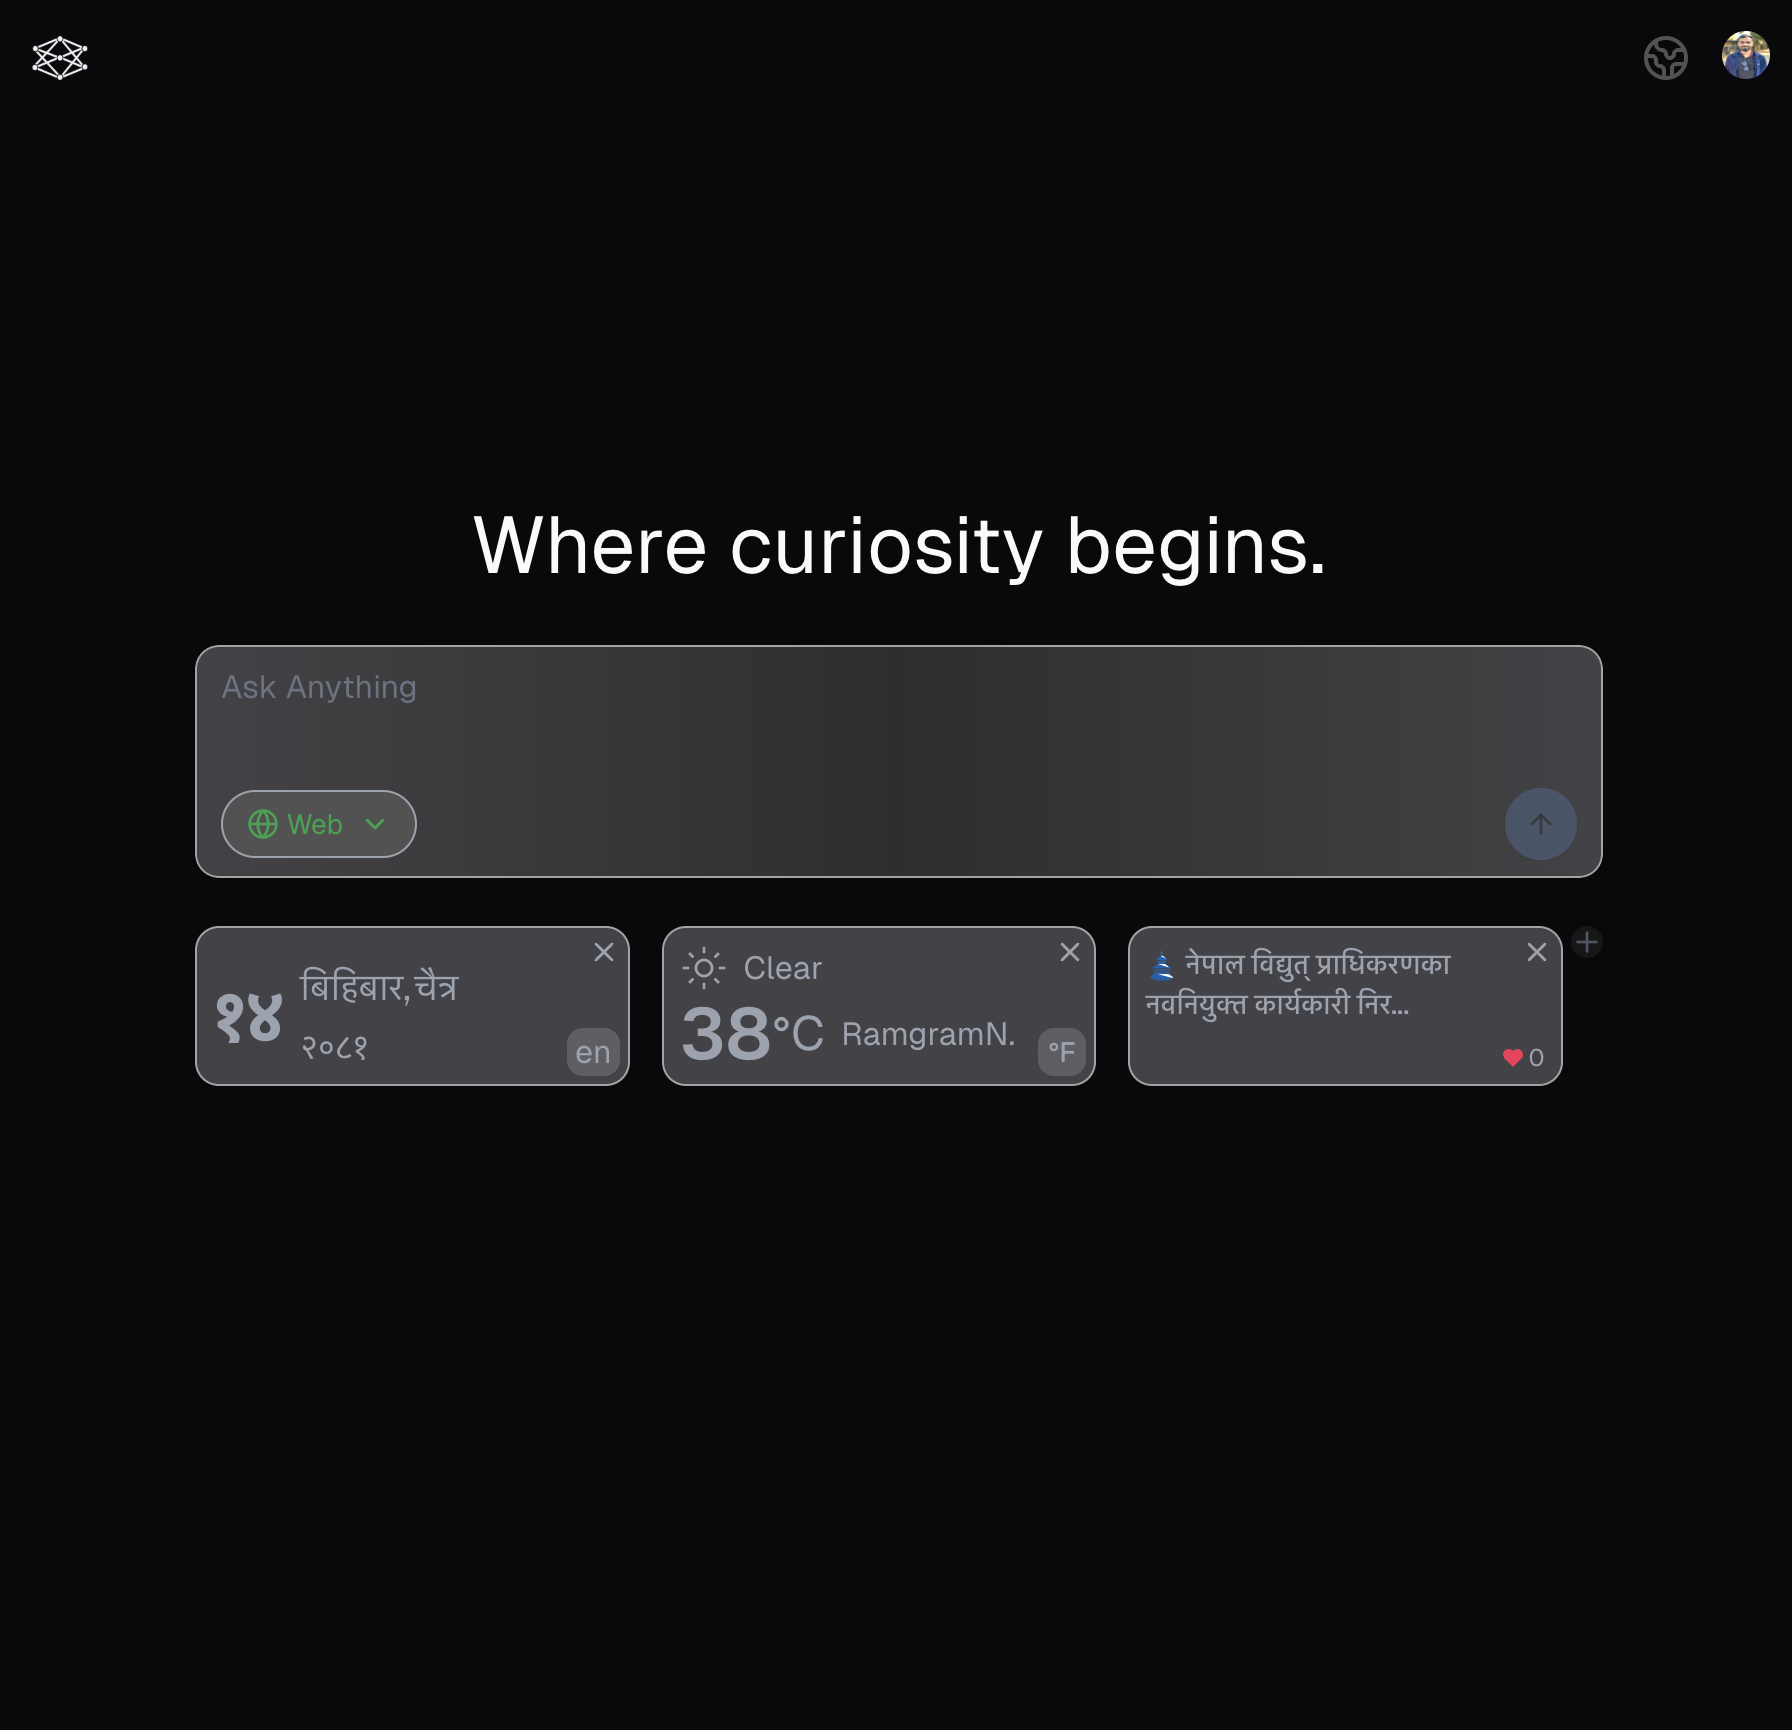 Where curiosity begins.
Ask Anything
Web
१४
बिहिबार,चैत्र
२०८१
en
Clear
38°C RamgramN.
°F
नेपाल विद्युत् प्राधिकरणका
नवनियुक्त कार्यकारी निर...
0